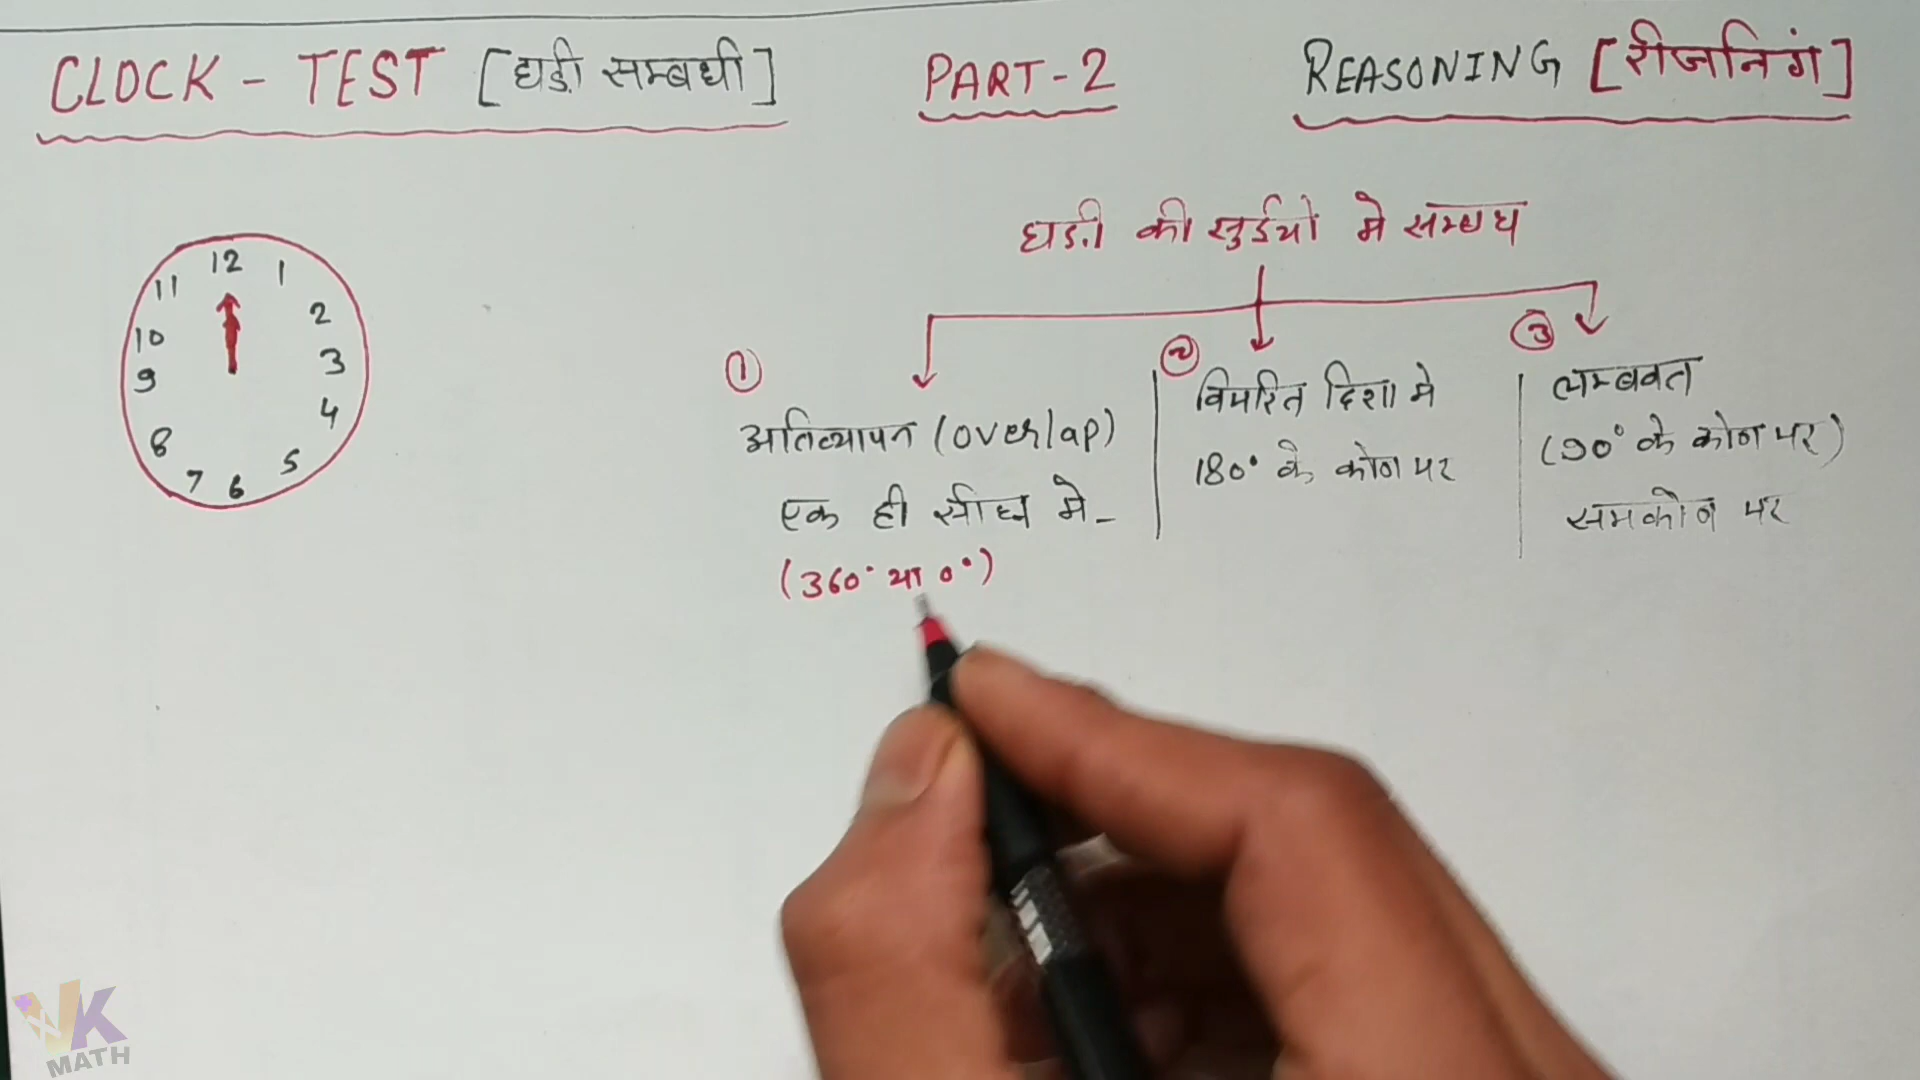 CLOCK - TEST [घड़ी सम्बधी]
PART-2
REASONING [रीजनिंग]
घड़ी की सुईयो मे सम्बध
12
1
2
3
4
5
6
7
8
9
10
11
①
अतिव्यापन (overlap)
एक ही सीध मे-
(360° या 0°)
②
विपरित दिशा मे
180° के कोण पर
③
लम्बवत
(90° के कोण पर)
समकोण पर
VK
MATH